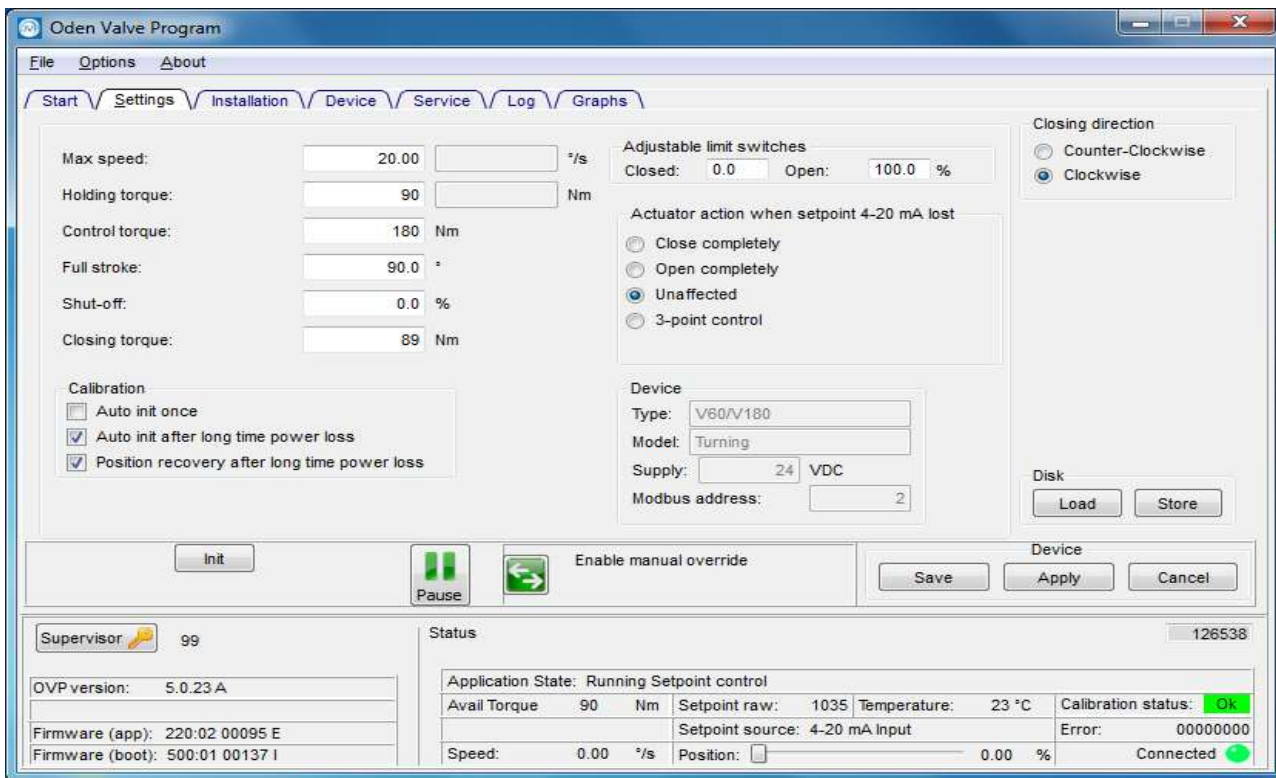 Oden Valve Program
File Options About
Start Settings Installation Device Service Log Graphs
Max speed: 20.00 °/s
Holding torque: 90 Nm
Control torque: 180 Nm
Full stroke: 90.0 °
Shut-off: 0.0 %
Closing torque: 89 Nm
Calibration
Auto init once
Auto init after long time power loss
Position recovery after long time power loss
Adjustable limit switches
Closed: 0.0 Open: 100.0 %
Actuator action when setpoint 4-20 mA lost
Close completely
Open completely
Unaffected
3-point control
Device
Type: V60/V180
Model: Turning
Supply: 24 VDC
Modbus address: 2
Closing direction
Counter-Clockwise
Clockwise
Disk
Load Store
Init
Pause
Enable manual override
Device
Save Apply Cancel
Supervisor 99
OVP version: 5.0.23 A
Firmware (app): 220:02 00095 E
Firmware (boot): 500:01 00137 I
Status 126538
Application State: Running Setpoint control
Avail Torque 90 Nm Setpoint raw: 1035 Temperature: 23 °C Calibration status: Ok
Setpoint source: 4-20 mA Input Error: 00000000
Speed: 0.00 °/s Position: 0.00 % Connected